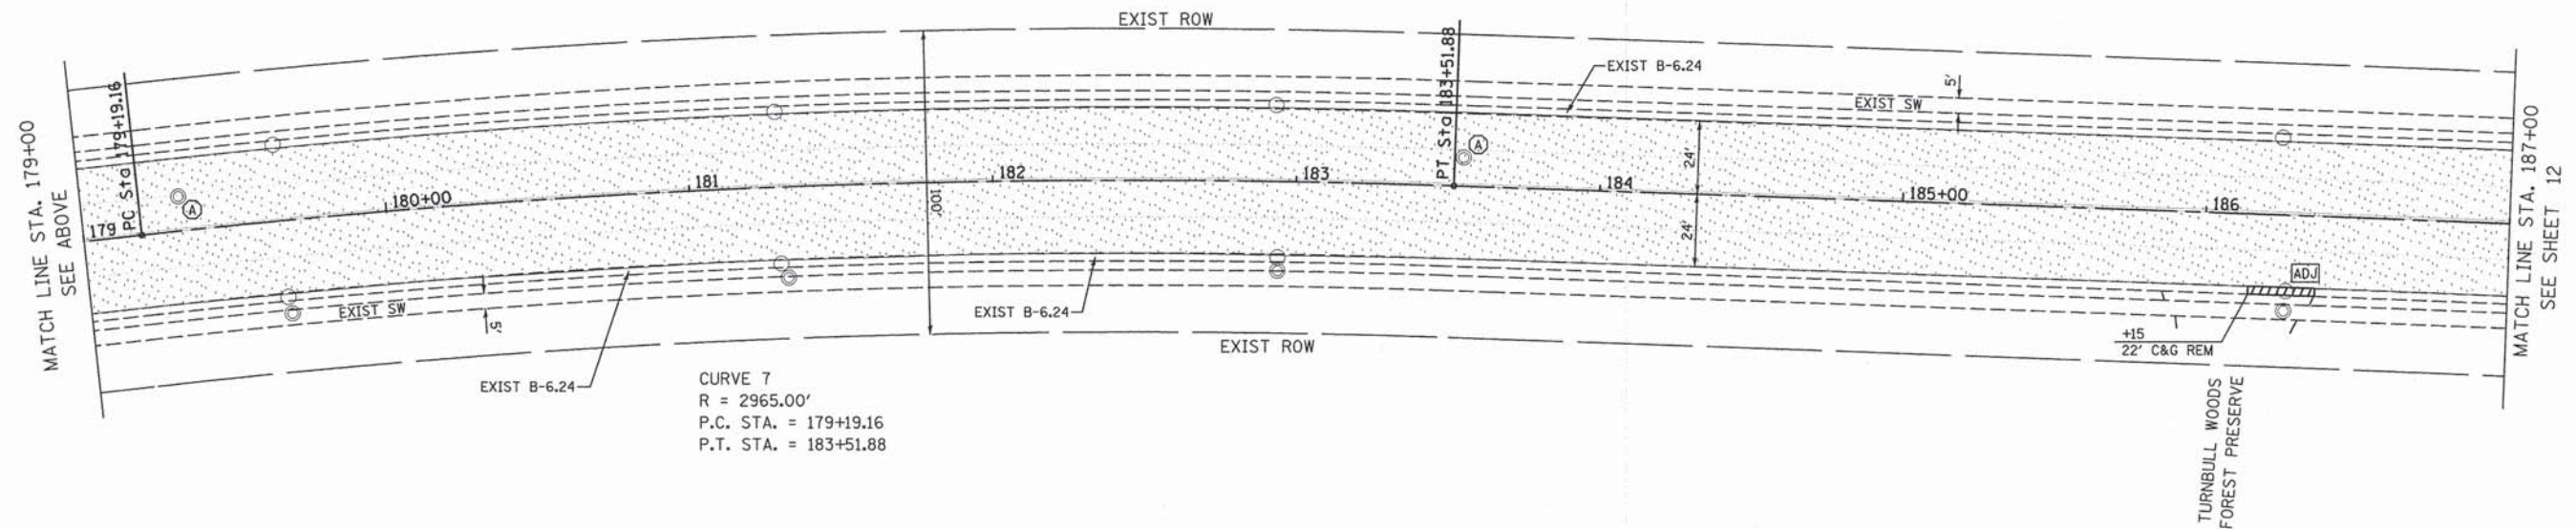 EXIST ROW
MATCH LINE STA. 179+00
SEE ABOVE
PC Sta 179+19.16
PT Sta 183+51.88
EXIST B-6.24
EXIST SW
5'
MATCH LINE STA. 187+00
SEE SHEET 12
A
A
179
180+00
181
182
183
184
185+00
186
100'
24'
24'
EXIST SW
5'
EXIST B-6.24
EXIST B-6.24
EXIST ROW
ADJ
+15
22' C&G REM
CURVE 7
R = 2965.00'
P.C. STA. = 179+19.16
P.T. STA. = 183+51.88
TURNBULL WOODS
FOREST PRESERVE